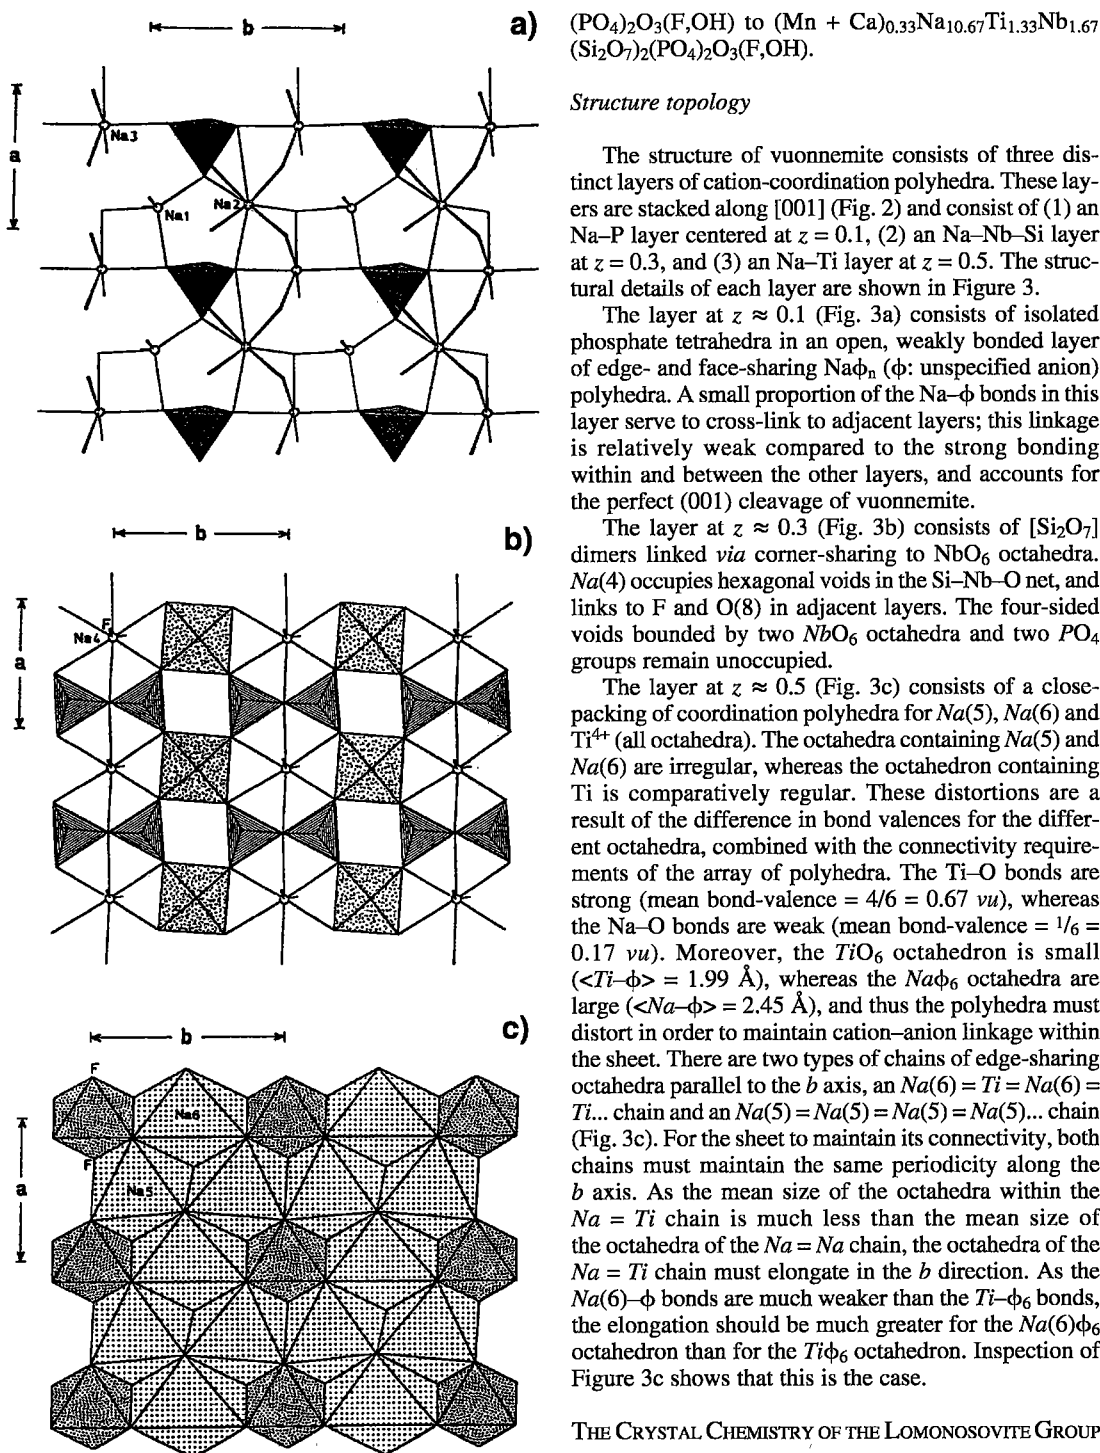 b
a)
a
Na3
Na1
Na2
b
b)
F
Na4
a
b
c)
F
Na6
a
F
Na5
(PO4)2O3(F,OH) to (Mn + Ca)0.33Na10.67Ti1.33Nb1.67
(Si2O7)2(PO4)2O3(F,OH).
Structure topology
The structure of vuonnemite consists of three dis-
tinct layers of cation-coordination polyhedra. These lay-
ers are stacked along [001] (Fig. 2) and consist of (1) an
Na–P layer centered at z = 0.1, (2) an Na–Nb–Si layer
at z = 0.3, and (3) an Na–Ti layer at z = 0.5. The struc-
tural details of each layer are shown in Figure 3.
The layer at z ≈ 0.1 (Fig. 3a) consists of isolated
phosphate tetrahedra in an open, weakly bonded layer
of edge- and face-sharing Naϕn (ϕ: unspecified anion)
polyhedra. A small proportion of the Na–ϕ bonds in this
layer serve to cross-link to adjacent layers; this linkage
is relatively weak compared to the strong bonding
within and between the other layers, and accounts for
the perfect (001) cleavage of vuonnemite.
The layer at z ≈ 0.3 (Fig. 3b) consists of [Si2O7]
dimers linked via corner-sharing to NbO6 octahedra.
Na(4) occupies hexagonal voids in the Si–Nb–O net, and
links to F and O(8) in adjacent layers. The four-sided
voids bounded by two NbO6 octahedra and two PO4
groups remain unoccupied.
The layer at z ≈ 0.5 (Fig. 3c) consists of a close-
packing of coordination polyhedra for Na(5), Na(6) and
Ti4+ (all octahedra). The octahedra containing Na(5) and
Na(6) are irregular, whereas the octahedron containing
Ti is comparatively regular. These distortions are a
result of the difference in bond valences for the differ-
ent octahedra, combined with the connectivity require-
ments of the array of polyhedra. The Ti–O bonds are
strong (mean bond-valence = 4/6 = 0.67 vu), whereas
the Na–O bonds are weak (mean bond-valence = 1/6 =
0.17 vu). Moreover, the TiO6 octahedron is small
(<Ti–ϕ> = 1.99 Å), whereas the Naϕ6 octahedra are
large (<Na–ϕ> = 2.45 Å), and thus the polyhedra must
distort in order to maintain cation–anion linkage within
the sheet. There are two types of chains of edge-sharing
octahedra parallel to the b axis, an Na(6) = Ti = Na(6) =
Ti... chain and an Na(5) = Na(5) = Na(5) = Na(5)... chain
(Fig. 3c). For the sheet to maintain its connectivity, both
chains must maintain the same periodicity along the
b axis. As the mean size of the octahedra within the
Na = Ti chain is much less than the mean size of
the octahedra of the Na = Na chain, the octahedra of the
Na = Ti chain must elongate in the b direction. As the
Na(6)–ϕ bonds are much weaker than the Ti–ϕ6 bonds,
the elongation should be much greater for the Na(6)ϕ6
octahedron than for the Tiϕ6 octahedron. Inspection of
Figure 3c shows that this is the case.
THE CRYSTAL CHEMISTRY OF THE LOMONOSOVITE GROUP